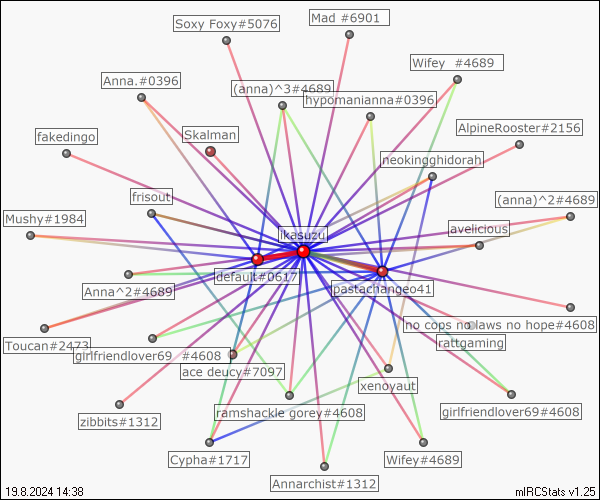 Soxy Foxy#5076
Mad #6901
Wifey  #4689
Anna.#0396
(anna)^3#4689
hypomanianna#0396
fakedingo
Skalman
AlpineRooster#2156
neokingghidorah
frisout
(anna)^2#4689
Mushy#1984
ikasuzu
avelicious
default#0617
Anna^2#4689
pastachangeo41
no cops no laws no hope#4608
Toucan#2473
girlfriendlover69_#4608
rattgaming
ace deucy#7097
xenoyaut
zibbits#1312
ramshackle gorey#4608
girlfriendlover69#4608
Cypha#1717
Wifey#4689
Annarchist#1312
19.8.2024 14:38
mIRCStats v1.25